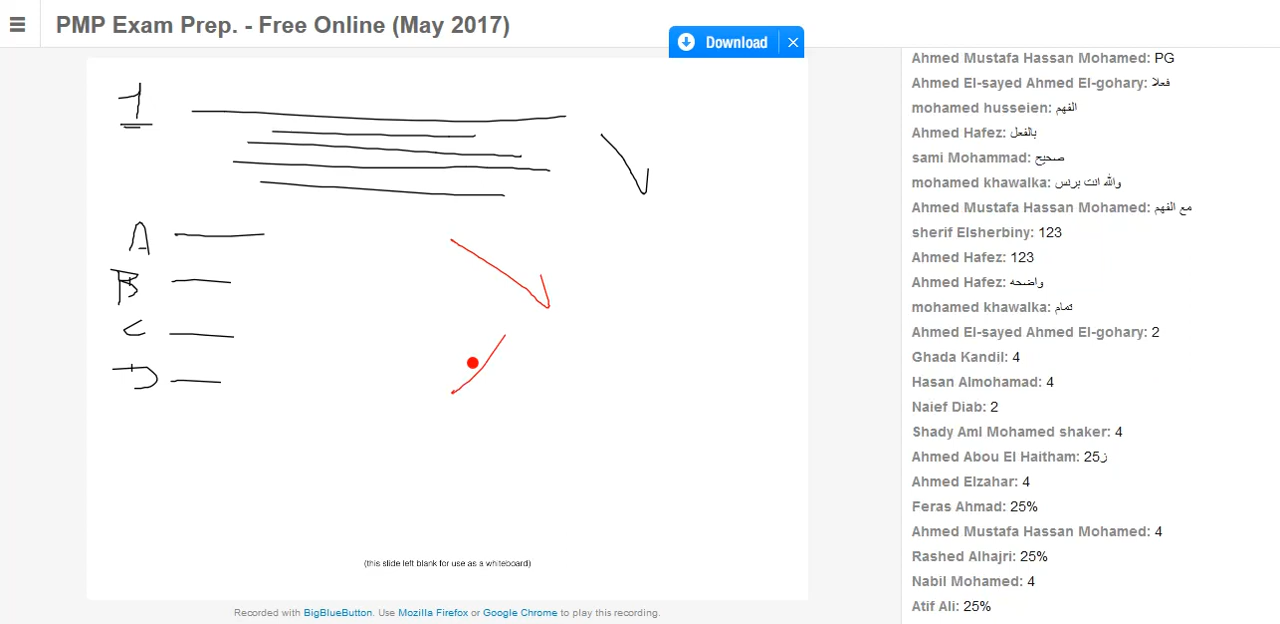 PMP Exam Prep. - Free Online (May 2017)
Download
1
A
B
C
D
(this slide left blank for use as a whiteboard)
Recorded with BigBlueButton. Use Mozilla Firefox or Google Chrome to play this recording.
Ahmed Mustafa Hassan Mohamed: PG
Ahmed El-sayed Ahmed El-gohary: فعلا
mohamed husseien: الفهم
Ahmed Hafez: بالفعل
sami Mohammad: صحيح
mohamed khawalka: والله انت برنس
Ahmed Mustafa Hassan Mohamed: مع الفهم
sherif Elsherbiny: 123
Ahmed Hafez: 123
Ahmed Hafez: واضحه
mohamed khawalka: تمام
Ahmed El-sayed Ahmed El-gohary: 2
Ghada Kandil: 4
Hasan Almohamad: 4
Naief Diab: 2
Shady Aml Mohamed shaker: 4
Ahmed Abou El Haitham: 25ز
Ahmed Elzahar: 4
Feras Ahmad: 25%
Ahmed Mustafa Hassan Mohamed: 4
Rashed Alhajri: 25%
Nabil Mohamed: 4
Atif Ali: 25%